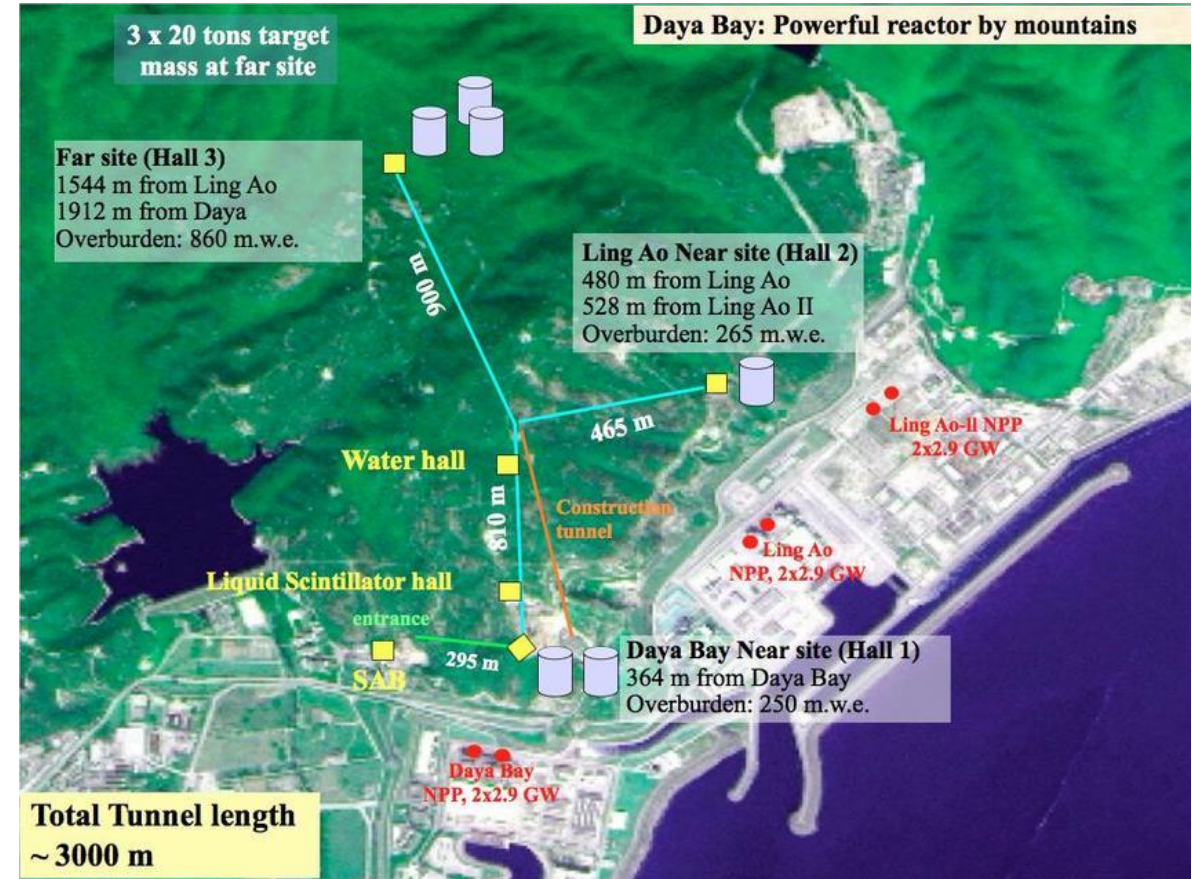 3 x 20 tons target
mass at far site
Daya Bay: Powerful reactor by mountains
Far site (Hall 3)
1544 m from Ling Ao
1912 m from Daya
Overburden: 860 m.w.e.
900 m
Ling Ao Near site (Hall 2)
480 m from Ling Ao
528 m from Ling Ao II
Overburden: 265 m.w.e.
465 m
Ling Ao-ll NPP
2x2.9 GW
Water hall
810 m
Construction
tunnel
Ling Ao
NPP, 2x2.9 GW
Liquid Scintillator hall
entrance
295 m
SAB
Daya Bay Near site (Hall 1)
364 m from Daya Bay
Overburden: 250 m.w.e.
Daya Bay
NPP, 2x2.9 GW
Total Tunnel length
~ 3000 m